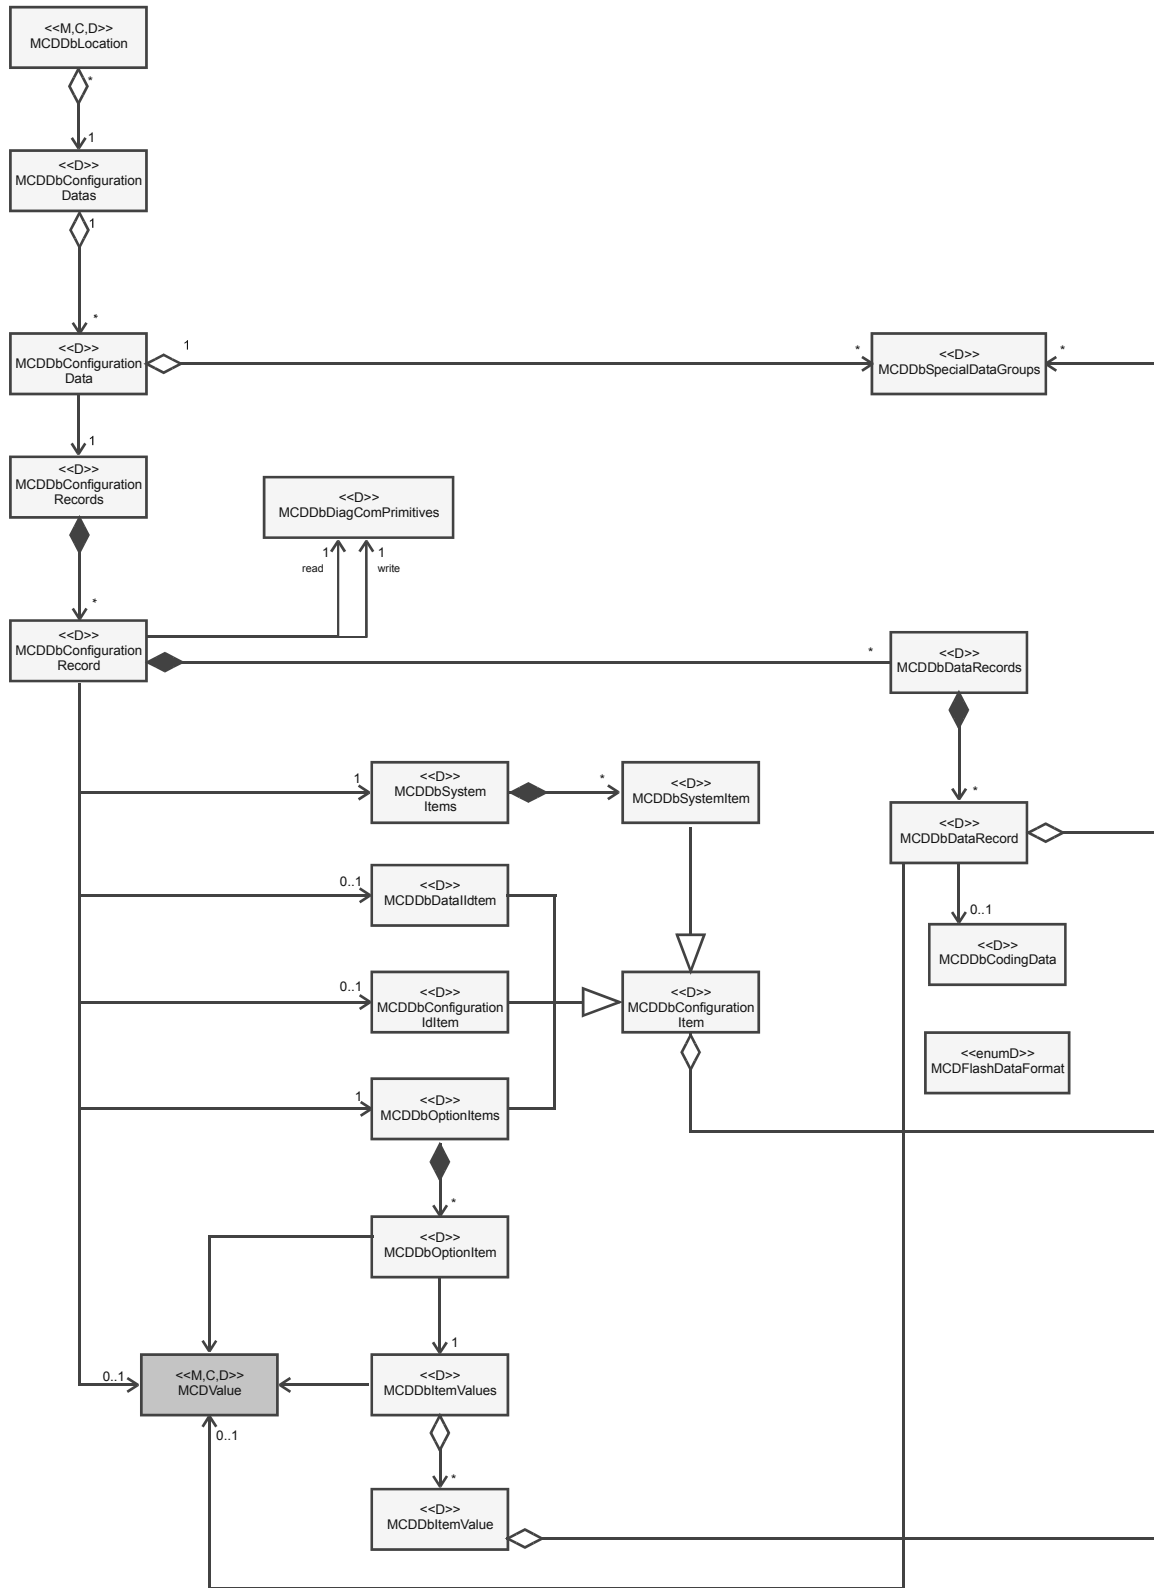 <<M,C,D>>
MCDDbLocation
*
1
<<D>>
MCDDbConfiguration
Datas
1
*
<<D>>
MCDDbConfiguration
Data
1
*
<<D>>
MCDDbSpecialDataGroups
*
1
<<D>>
MCDDbConfiguration
Records
<<D>>
MCDDbDiagComPrimitives
1
read
1
write
*
<<D>>
MCDDbConfiguration
Record
*
<<D>>
MCDDbDataRecords
1
<<D>>
MCDDbSystem
Items
*
<<D>>
MCDDbSystemItem
*
<<D>>
MCDDbDataRecord
0..1
<<D>>
MCDDbDataIIdtem
0..1
<<D>>
MCDDbCodingData
0..1
<<D>>
MCDDbConfiguration
IdItem
<<D>>
MCDDbConfiguration
Item
<<enumD>>
MCDFlashDataFormat
1
<<D>>
MCDDbOptionItems
*
<<D>>
MCDDbOptionItem
1
0..1
<<M,C,D>>
MCDValue
<<D>>
MCDDbItemValues
0..1
*
<<D>>
MCDDbItemValue